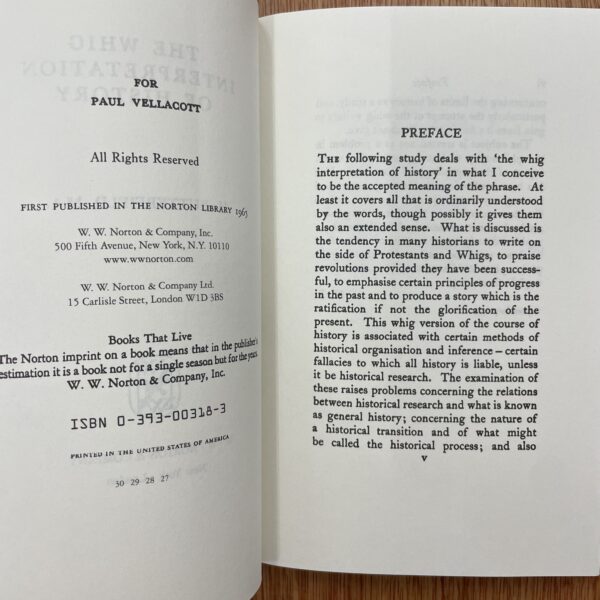 FOR
PAUL VELLACOTT
All Rights Reserved
FIRST PUBLISHED IN THE NORTON LIBRARY 1965
W. W. Norton & Company, Inc.
500 Fifth Avenue, New York, N.Y. 10110
www.wwnorton.com
W. W. Norton & Company Ltd.
15 Carlisle Street, London W1D 3BS
Books That Live
The Norton imprint on a book means that in the publisher's
estimation it is a book not for a single season but for the years.
W. W. Norton & Company, Inc.
ISBN 0-393-00318-3
PRINTED IN THE UNITED STATES OF AMERICA
30 29 28 27
PREFACE
THE following study deals with 'the whig
interpretation of history' in what I conceive
to be the accepted meaning of the phrase. At
least it covers all that is ordinarily understood
by the words, though possibly it gives them
also an extended sense. What is discussed is
the tendency in many historians to write on
the side of Protestants and Whigs, to praise
revolutions provided they have been success-
ful, to emphasise certain principles of progress
in the past and to produce a story which is the
ratification if not the glorification of the
present. This whig version of the course of
history is associated with certain methods of
historical organisation and inference – certain
fallacies to which all history is liable, unless
it be historical research. The examination of
these raises problems concerning the relations
between historical research and what is known
as general history; concerning the nature of
a historical transition and of what might
be called the historical process; and also
v